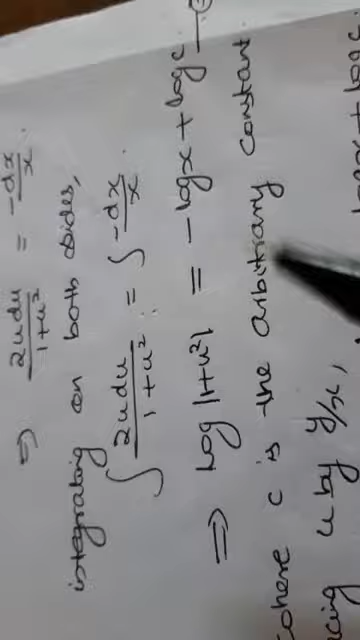 ⇒ 2udu/1+u² = -dx/x.
integrating on both sides,
∫ 2udu/1+u² = ∫ -dx/x.
⇒ log |1+u²| = -logx + logc
where c is the arbitrary constant
u by y/x,